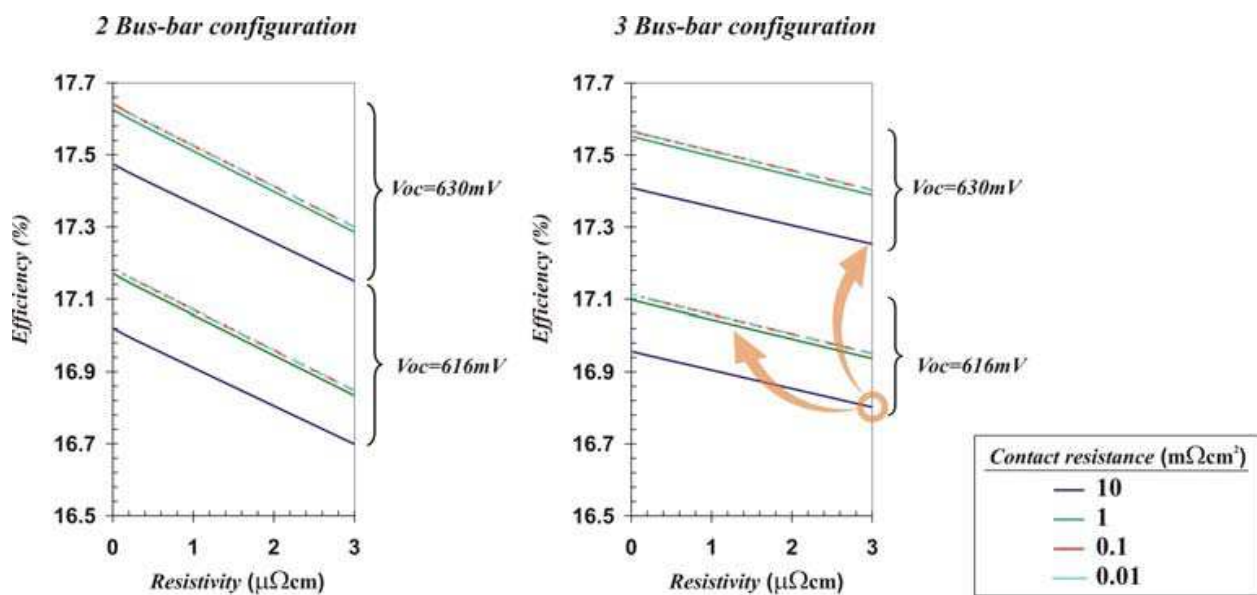 2 Bus-bar configuration
3 Bus-bar configuration
Efficiency (%)
17.7
17.5
17.3
17.1
16.9
16.7
16.5
0
1
2
3
Resistivity (μΩcm)
Voc=630mV
Voc=616mV
Efficiency (%)
17.7
17.5
17.3
17.1
16.9
16.7
16.5
0
1
2
3
Resistivity (μΩcm)
Voc=630mV
Voc=616mV
Contact resistance (mΩcm²)
10
1
0.1
0.01